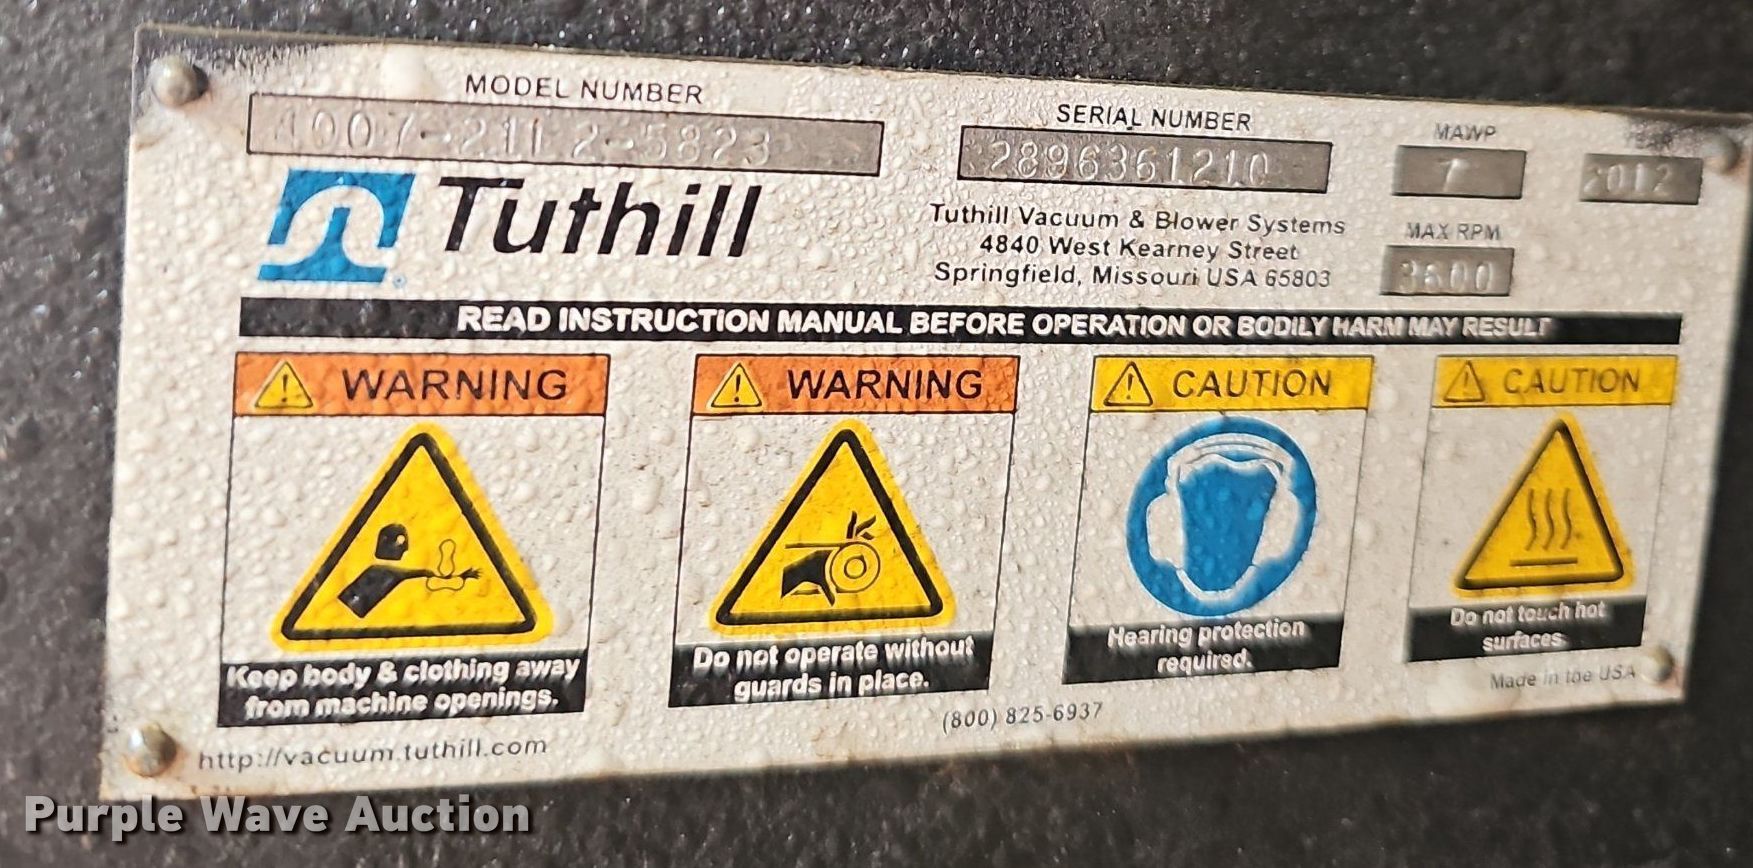 MODEL NUMBER
4007-21L2-5823
SERIAL NUMBER
2896361210
MAWP
7
2012
Tuthill
Tuthill Vacuum & Blower Systems
4840 West Kearney Street
Springfield, Missouri USA 65803
MAX RPM
3600
READ INSTRUCTION MANUAL BEFORE OPERATION OR BODILY HARM MAY RESULT
WARNING
Keep body & clothing away
from machine openings.
WARNING
Do not operate without
guards in place.
CAUTION
Hearing protection
required.
CAUTION
Do not touch hot
surfaces
Made in the USA
(800) 825-6937
http://vacuum.tuthill.com
Purple Wave Auction